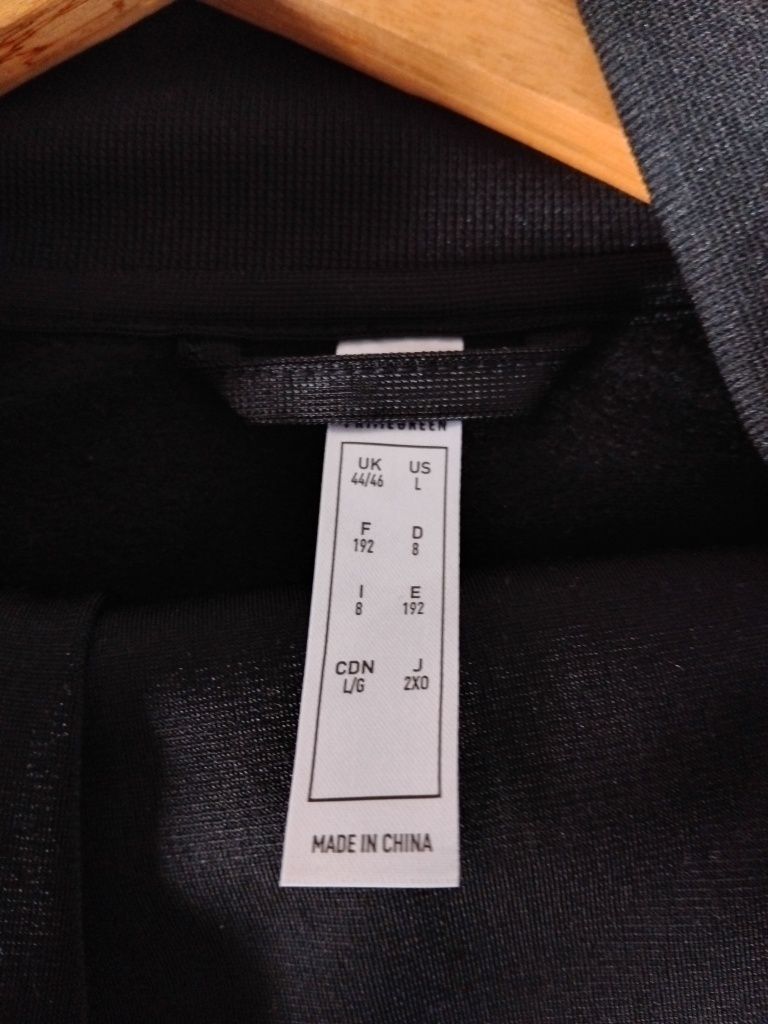 PRIMEGREEN
UK US
44/46 L
F D
192 8
I E
8 192
CDN J
L/G 2XO
MADE IN CHINA